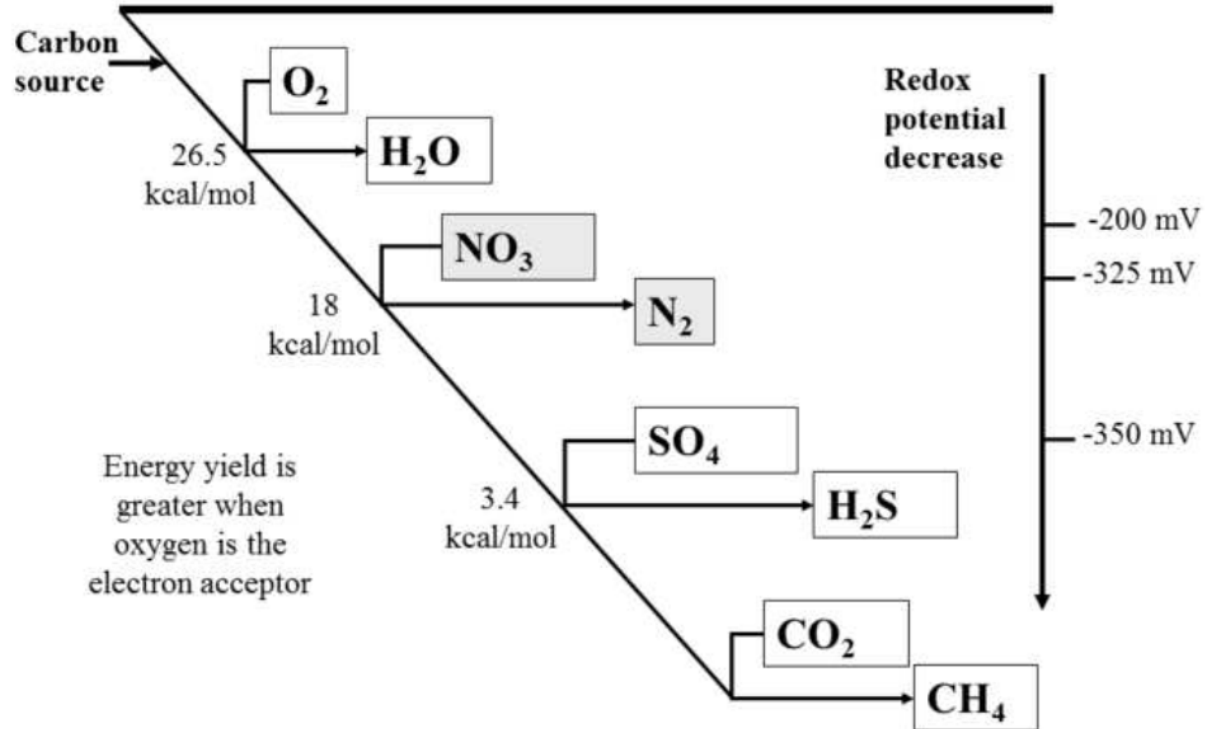 Carbon
source
O₂
H₂O
26.5
kcal/mol
Redox
potential
decrease
-200 mV
-325 mV
-350 mV
NO₃
N₂
18
kcal/mol
SO₄
H₂S
3.4
kcal/mol
Energy yield is
greater when
oxygen is the
electron acceptor
CO₂
CH₄